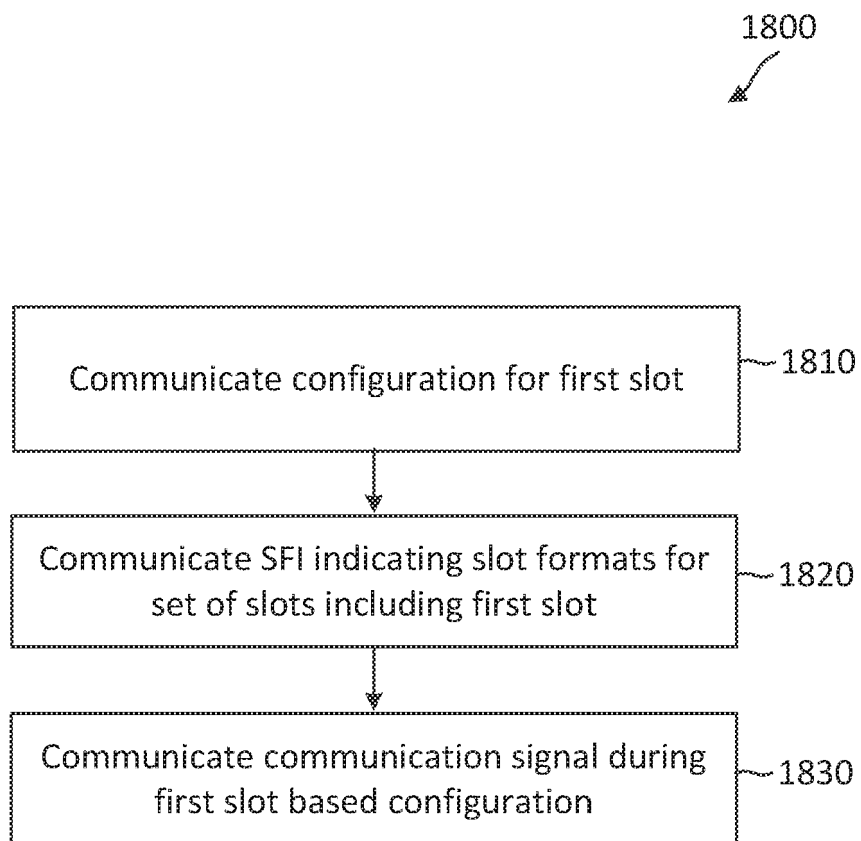 1800
Communicate configuration for first slot
1810
Communicate SFI indicating slot formats for
set of slots including first slot
1820
Communicate communication signal during
first slot based configuration
1830